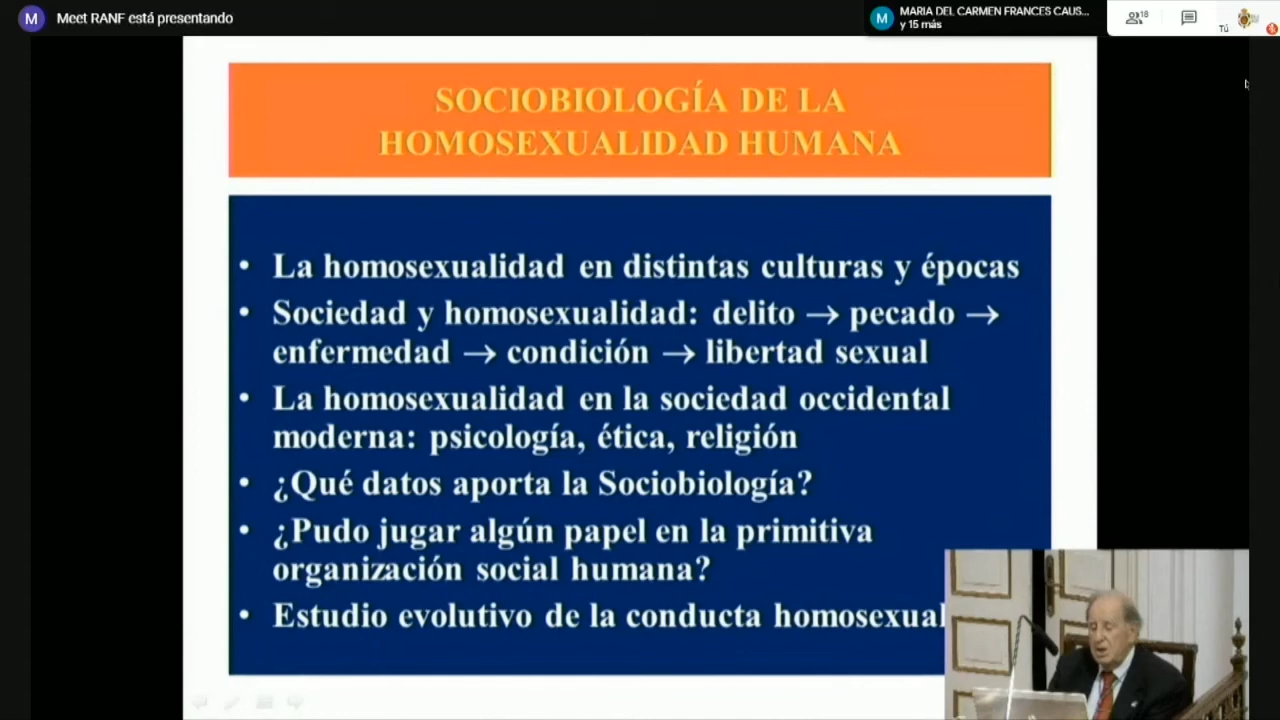 M Meet RANF está presentando
M MARIA DEL CARMEN FRANCES CAUS...
y 15 más
18
Tú
SOCIOBIOLOGÍA DE LA
HOMOSEXUALIDAD HUMANA
• La homosexualidad en distintas culturas y épocas
• Sociedad y homosexualidad: delito → pecado →
enfermedad → condición → libertad sexual
• La homosexualidad en la sociedad occidental
moderna: psicología, ética, religión
• ¿Qué datos aporta la Sociobiología?
• ¿Pudo jugar algún papel en la primitiva
organización social humana?
• Estudio evolutivo de la conducta homosexual